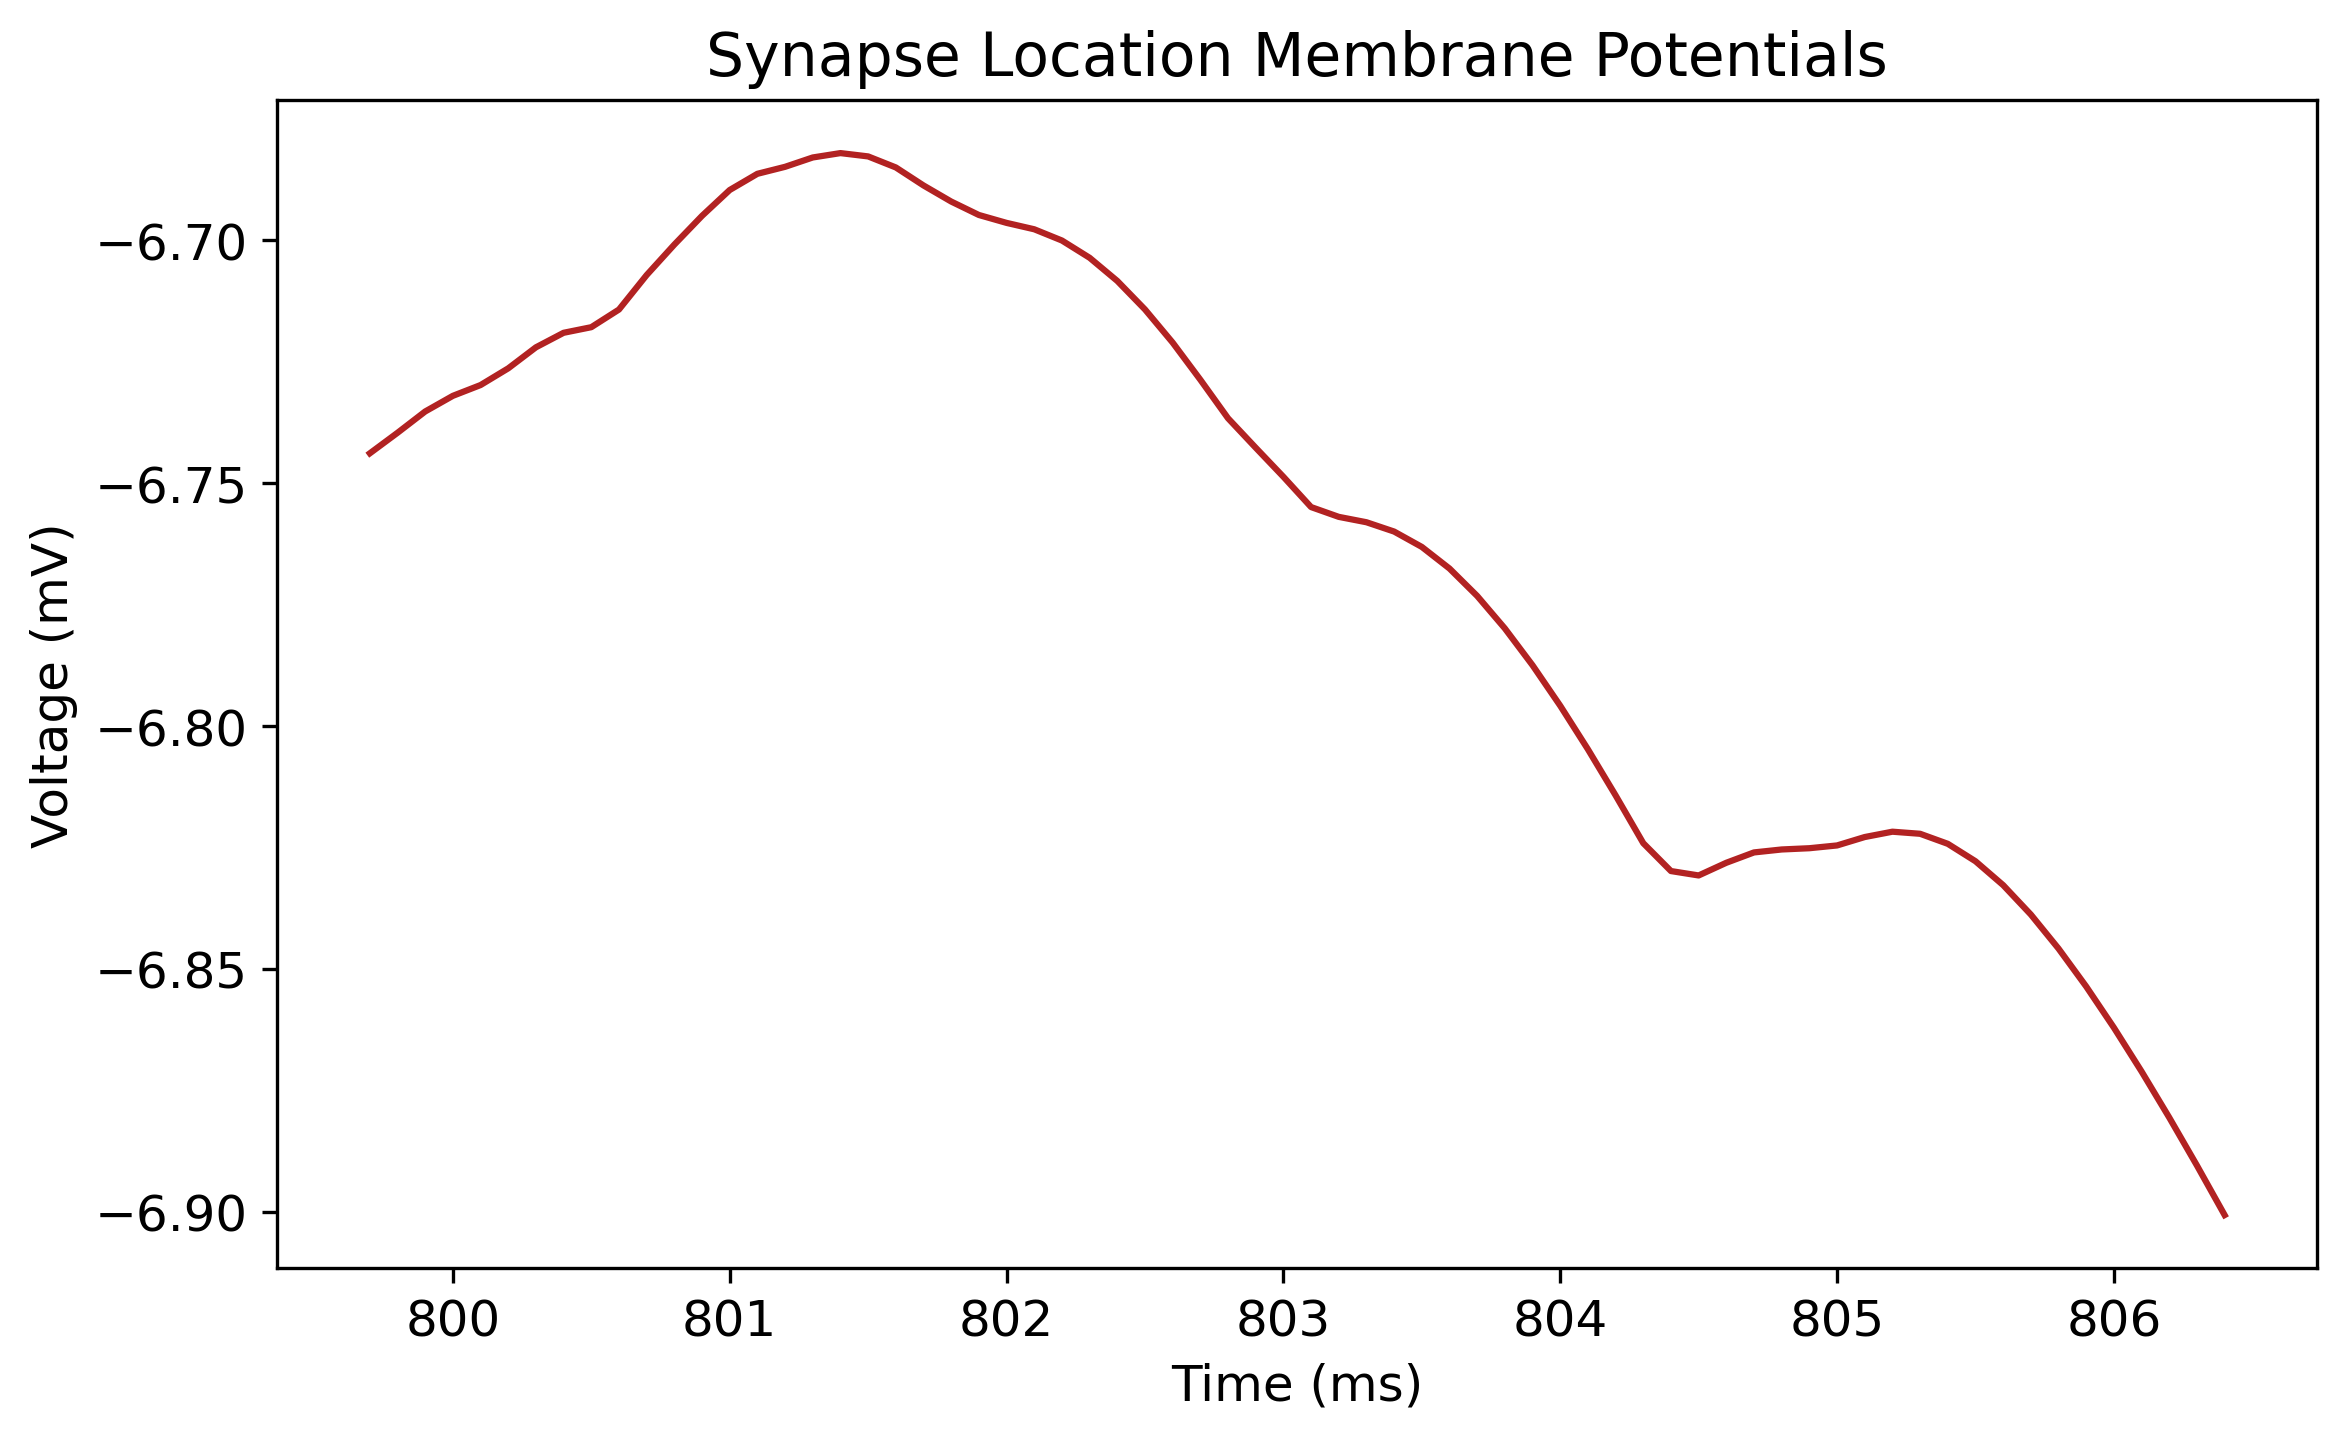 Synapse Location Membrane Potentials
Voltage (mV)
−6.70
−6.75
−6.80
−6.85
−6.90
800 801 802 803 804 805 806
Time (ms)